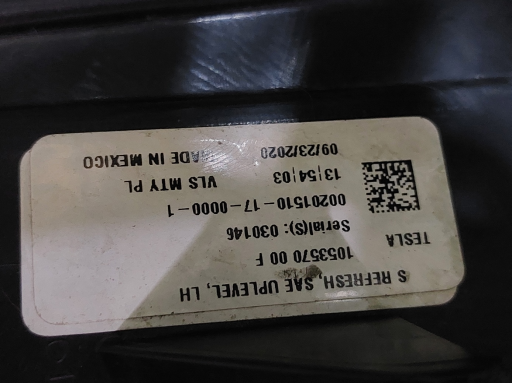 S REFRESH, SAE UPLEVEL, LH
1053570 00 F
TESLA
Serial(S): 030146
00201510-17-0000-1
13|54|03 VLS MTY PL
09/23/2020 MADE IN MEXICO